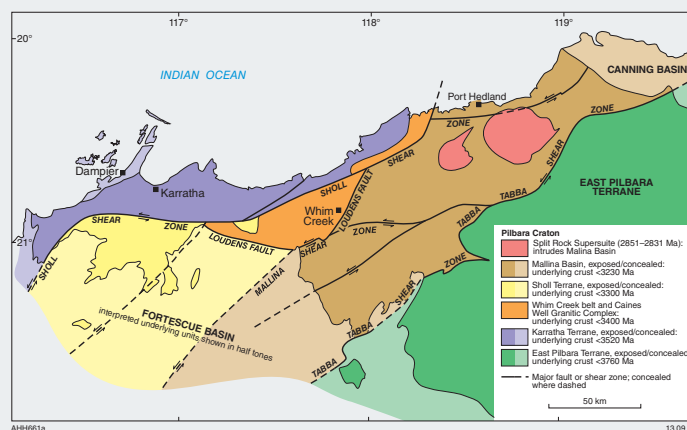 117°
118°
119°
20°
INDIAN OCEAN
CANNING BASIN
Port Hedland
ZONE
ZONE
Dampier
Karratha
SHOLL
SHEAR
SHEAR
EAST PILBARA
TERRANE
Whim
Creek
LOUDENS FAULT
TABBA
TABBA
SHEAR
ZONE
ZONE
21°
SHOLL
LOUDENS FAULT
SHEAR
MALLINA
ZONE
SHEAR
TABBA
TABBA
FORTESCUE BASIN
interpreted underlying units shown in half tones
Pilbara Craton
Split Rock Supersuite (2851–2831 Ma):
intrudes Malina Basin
Mallina Basin, exposed/concealed:
underlying crust <3230 Ma
Sholl Terrane, exposed/concealed:
underlying crust <3300 Ma
Whim Creek belt and Caines
Well Granitic Complex:
underlying crust <3400 Ma
Karratha Terrane, exposed/concealed:
underlying crust <3520 Ma
East Pilbara Terrane, exposed/concealed:
underlying crust <3760 Ma
Major fault or shear zone; concealed
where dashed
50 km
AHH661a
13.09